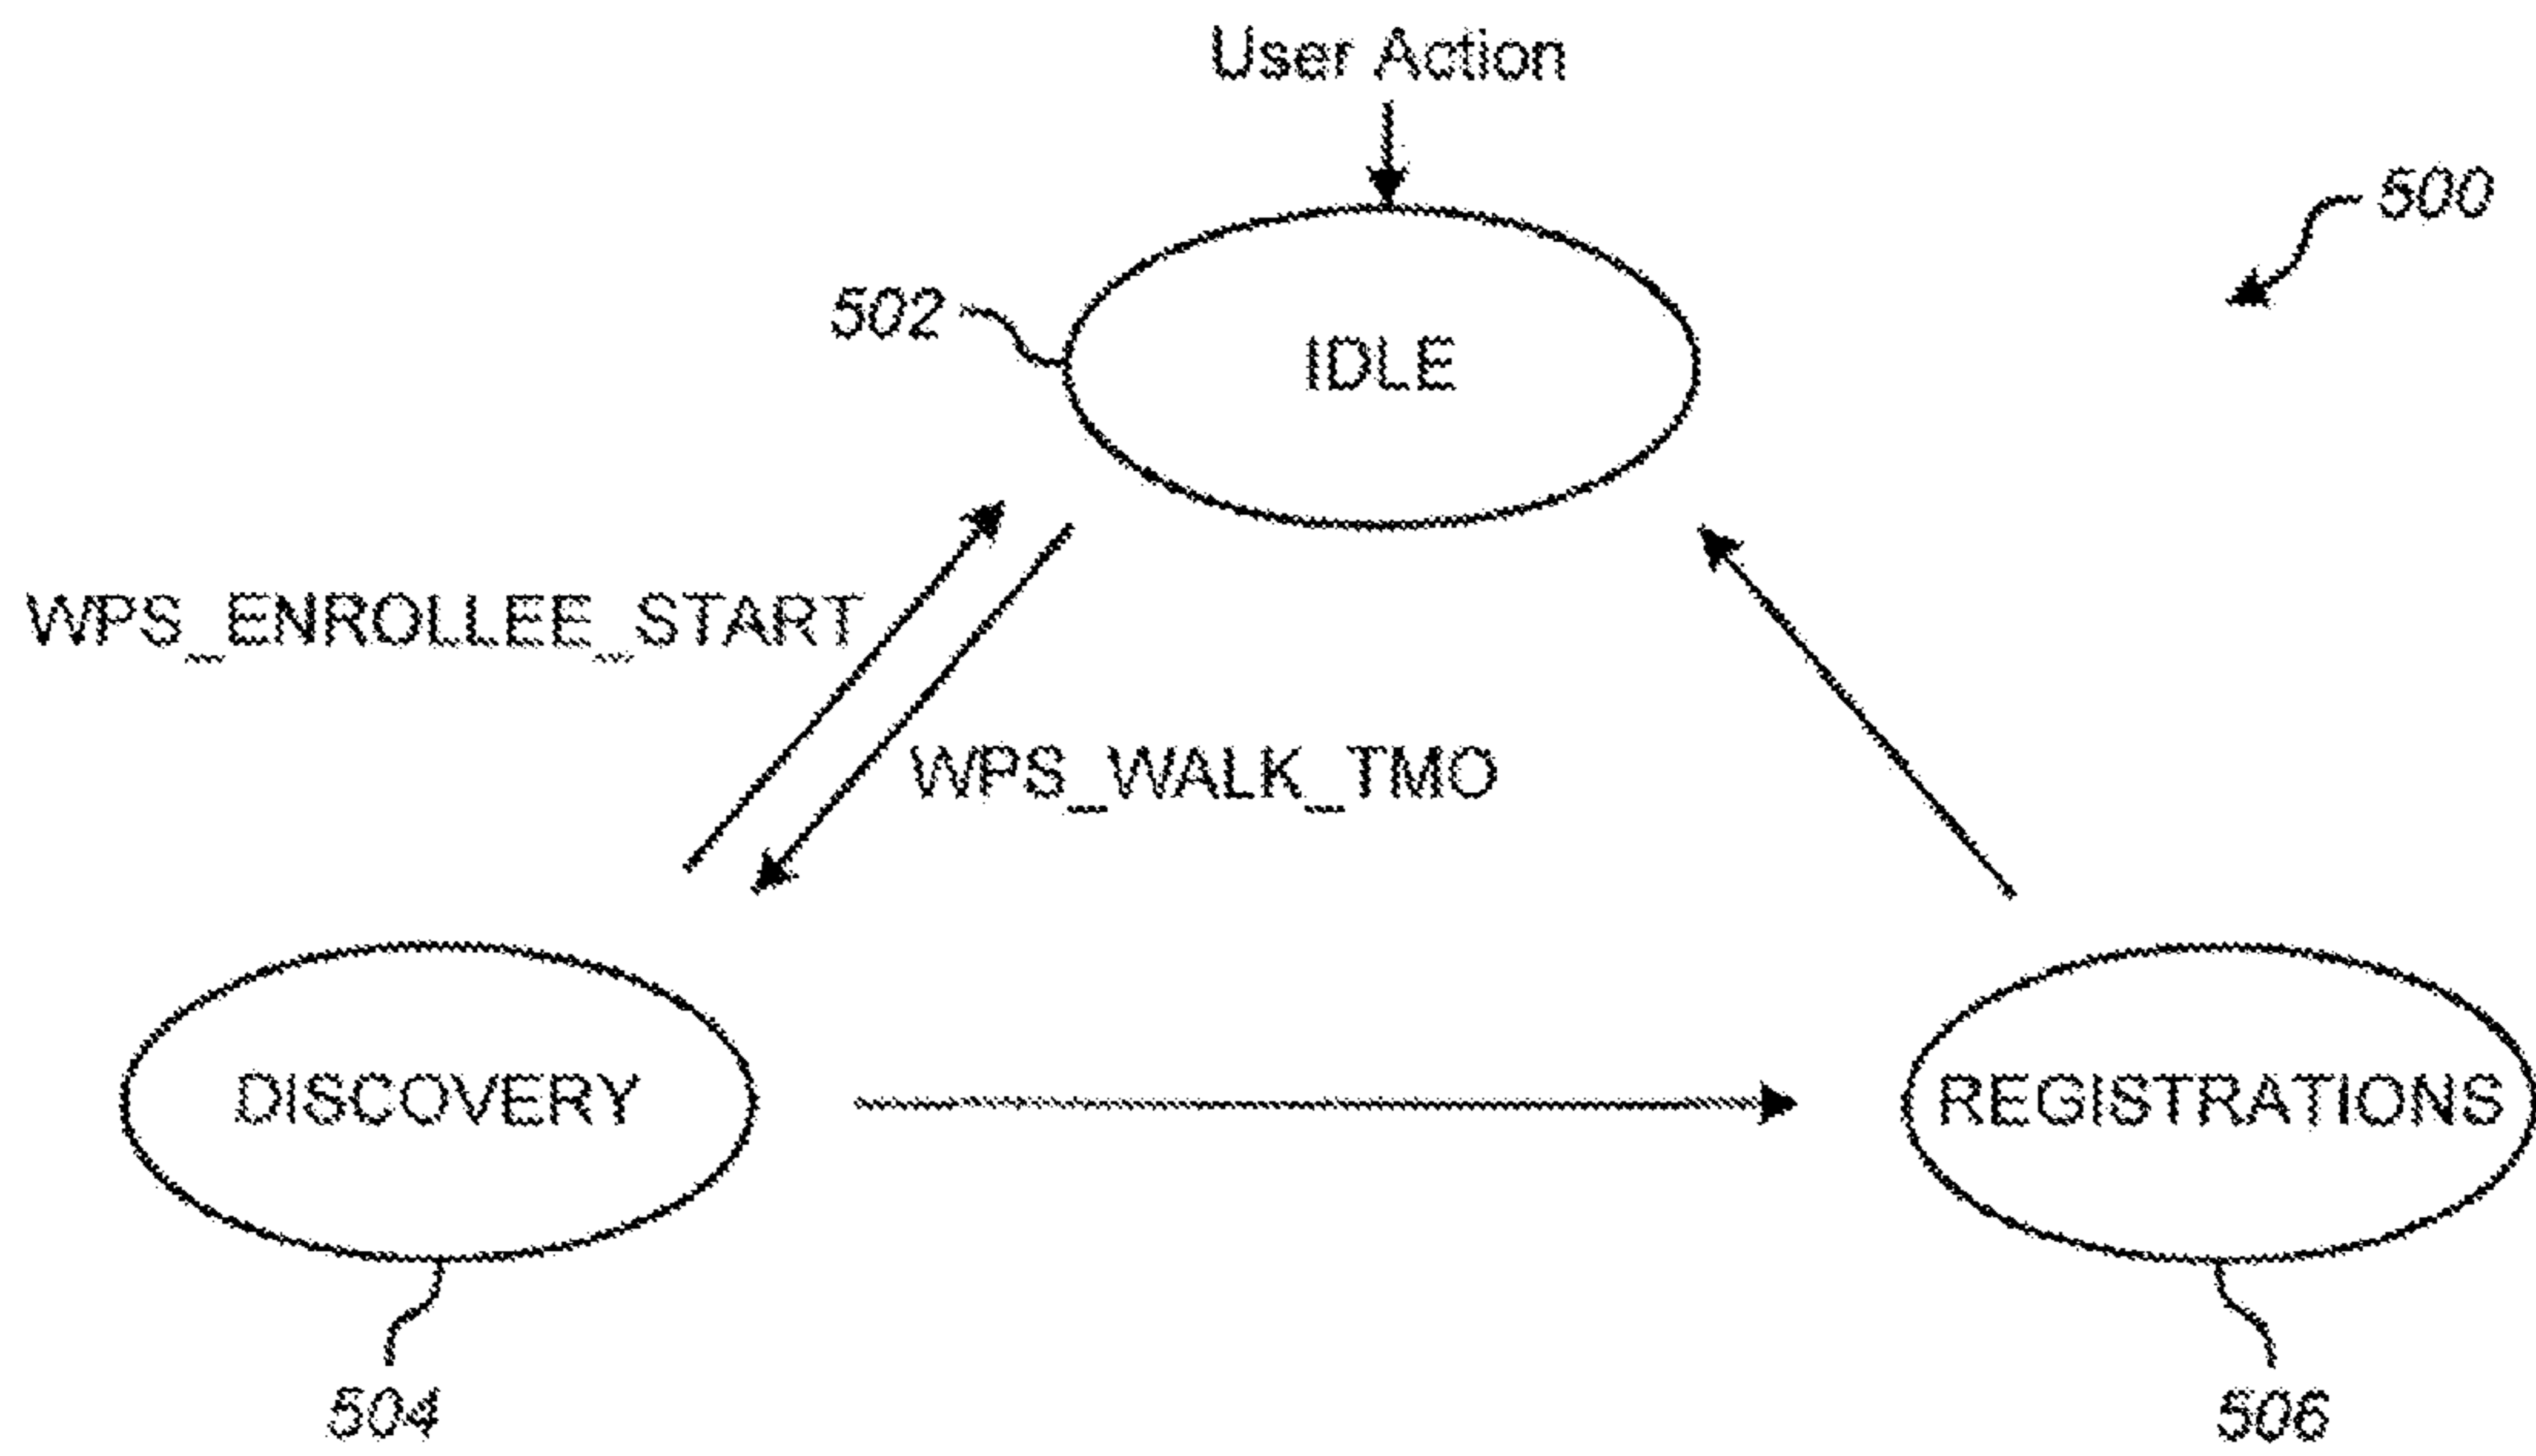 User Action
500
502
IDLE
WPS_ENROLLEE_START
WPS_WALK_TMO
DISCOVERY
REGISTRATIONS
504
506